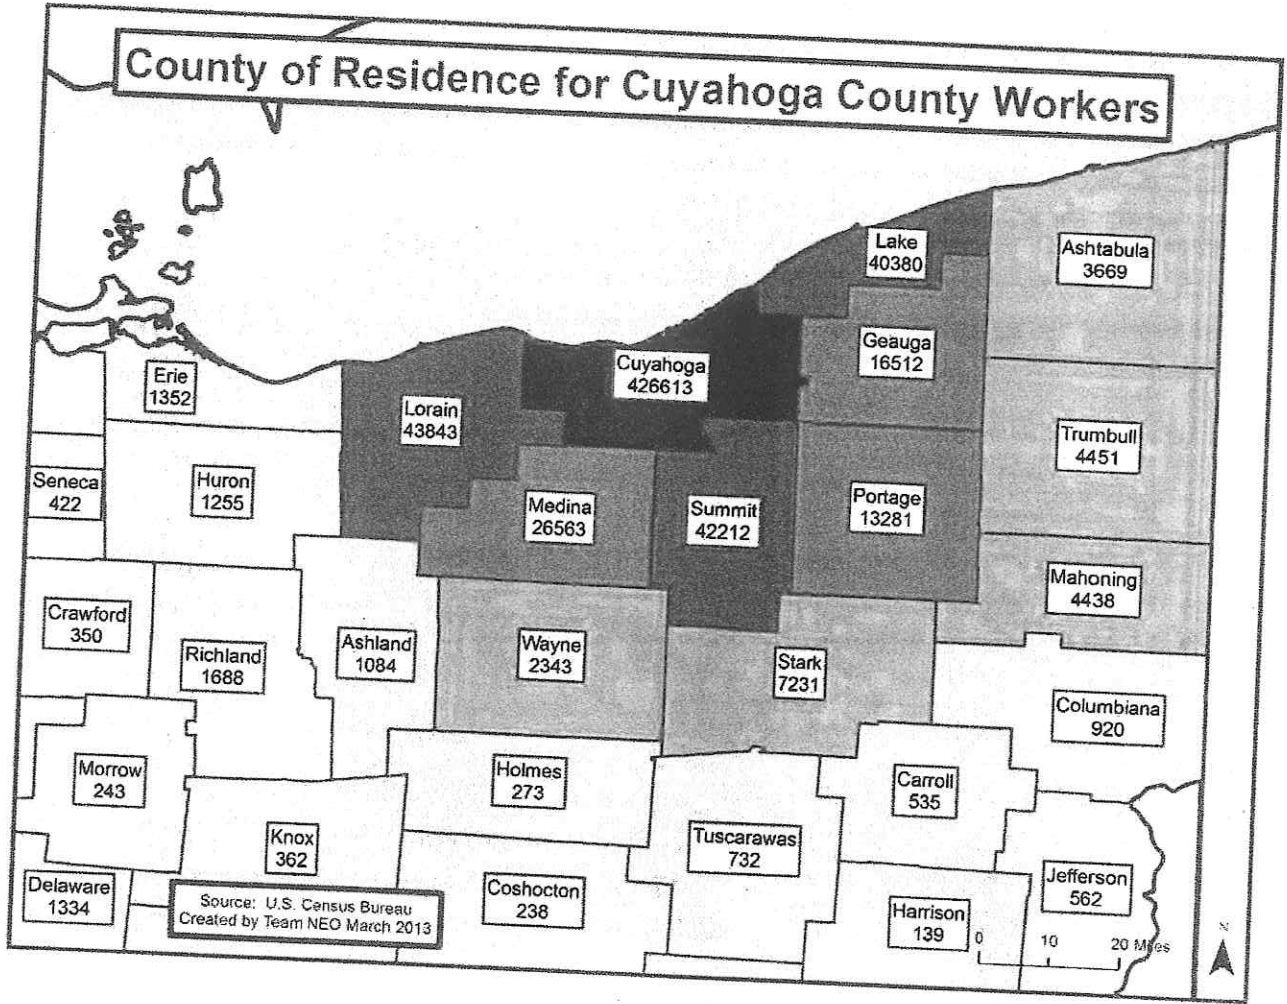 County of Residence for Cuyahoga County Workers
Lake
40380
Ashtabula
3669
Geauga
16512
Cuyahoga
426613
Erie
1352
Lorain
43843
Trumbull
4451
Seneca
422
Huron
1255
Medina
26563
Summit
42212
Portage
13281
Mahoning
4438
Crawford
350
Richland
1688
Ashland
1084
Wayne
2343
Stark
7231
Columbiana
920
Morrow
243
Holmes
273
Carroll
535
Knox
362
Tuscarawas
732
Delaware
1334
Coshocton
238
Jefferson
562
Harrison
139
Source: U.S. Census Bureau
Created by Team NEO March 2013
0 10 20 Miles
N